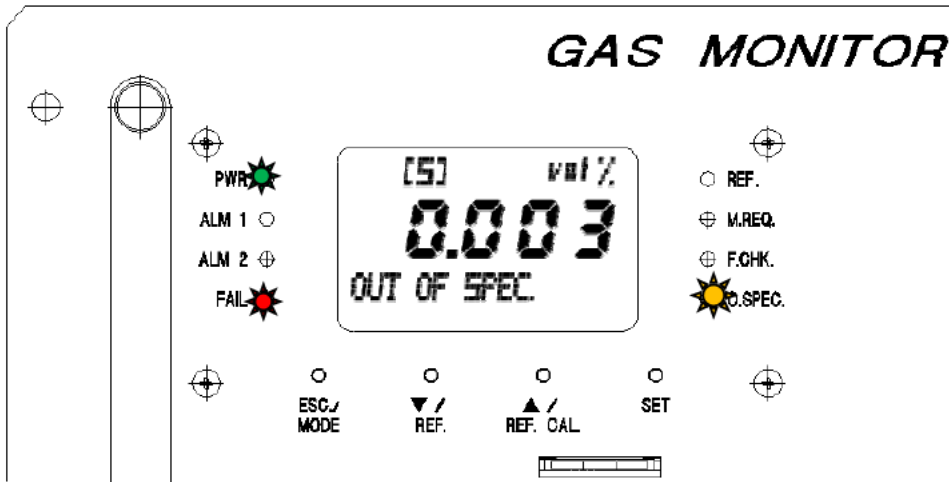 GAS MONITOR
[S] vol%
0.003
OUT OF SPEC.
PWR
ALM 1
ALM 2
FAIL
REF.
M.REQ.
F.CHK.
O.SPEC.
ESC./
MODE
▼/
REF.
▲/
REF. CAL.
SET